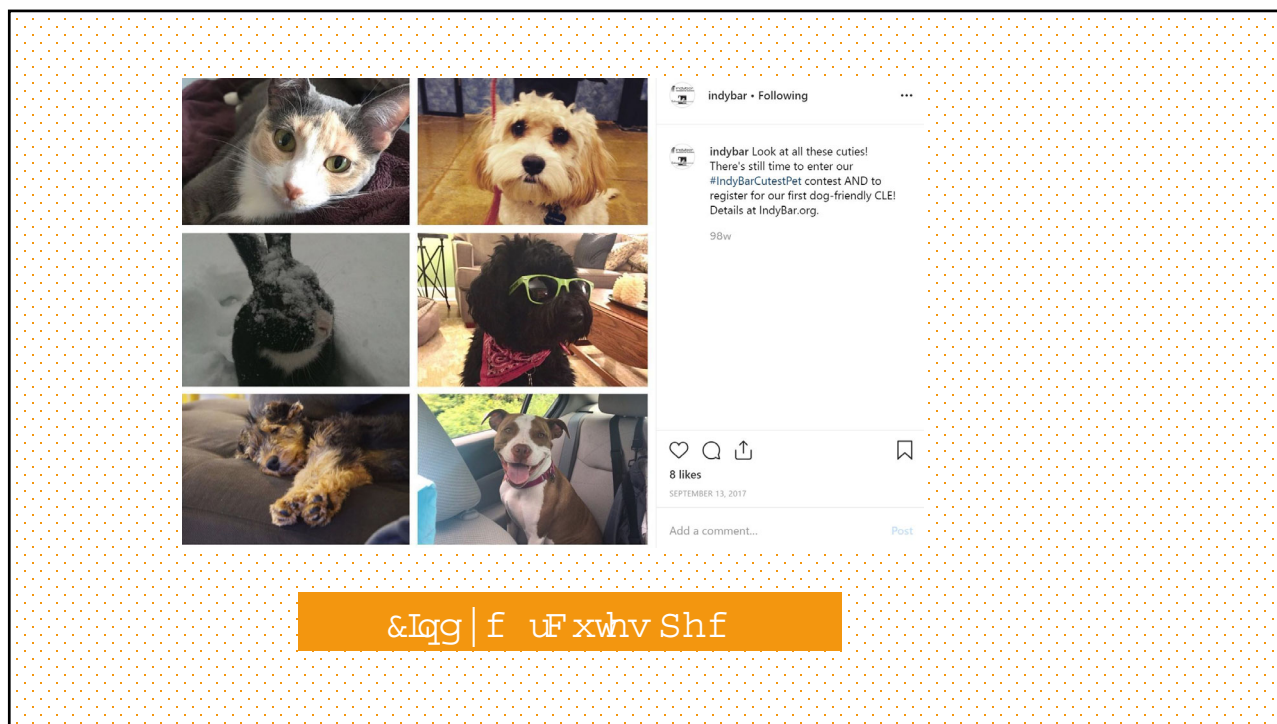 indybar • Following
indybar Look at all these cuties!
There's still time to enter our
#IndyBarCutestPet contest AND to
register for our first dog-friendly CLE!
Details at IndyBar.org.
98w
8 likes
SEPTEMBER 13, 2017
Add a comment...
Post
&Iqg|f uFxwhv Shf